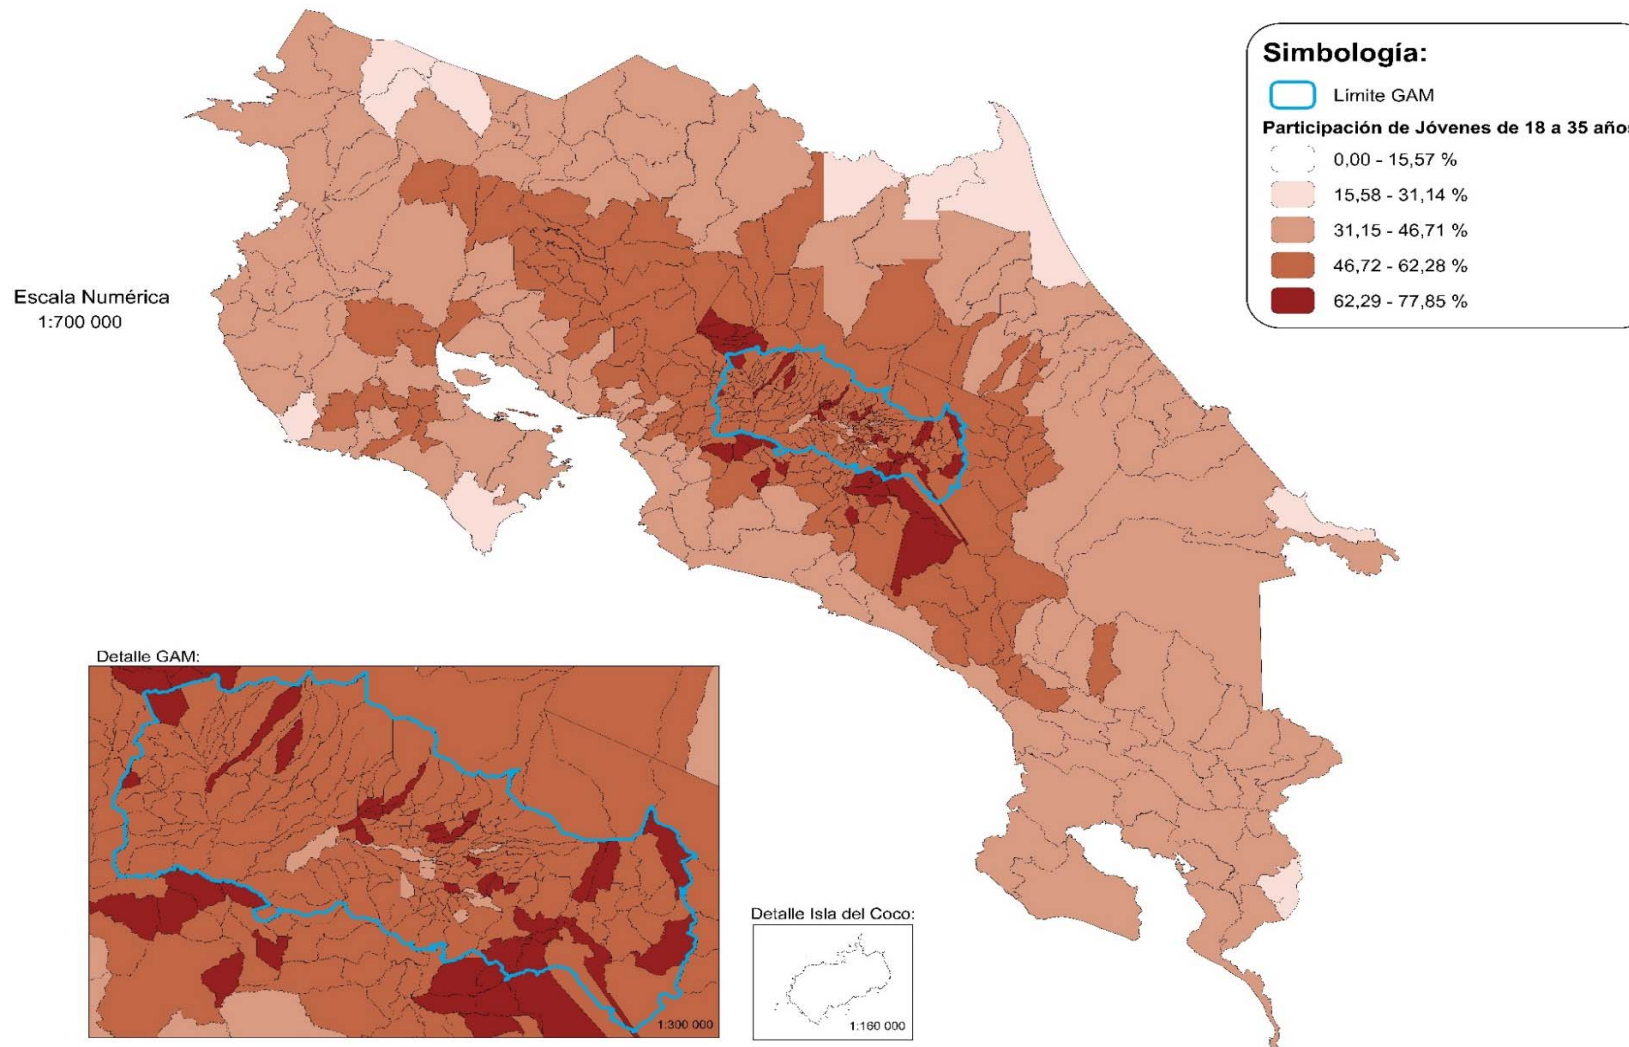 Simbología:
Límite GAM
Participación de Jóvenes de 18 a 35 años
0,00 - 15,57 %
15,58 - 31,14 %
31,15 - 46,71 %
46,72 - 62,28 %
62,29 - 77,85 %
Escala Numérica
1:700 000
Detalle GAM:
1:300 000
Detalle Isla del Coco:
1:160 000